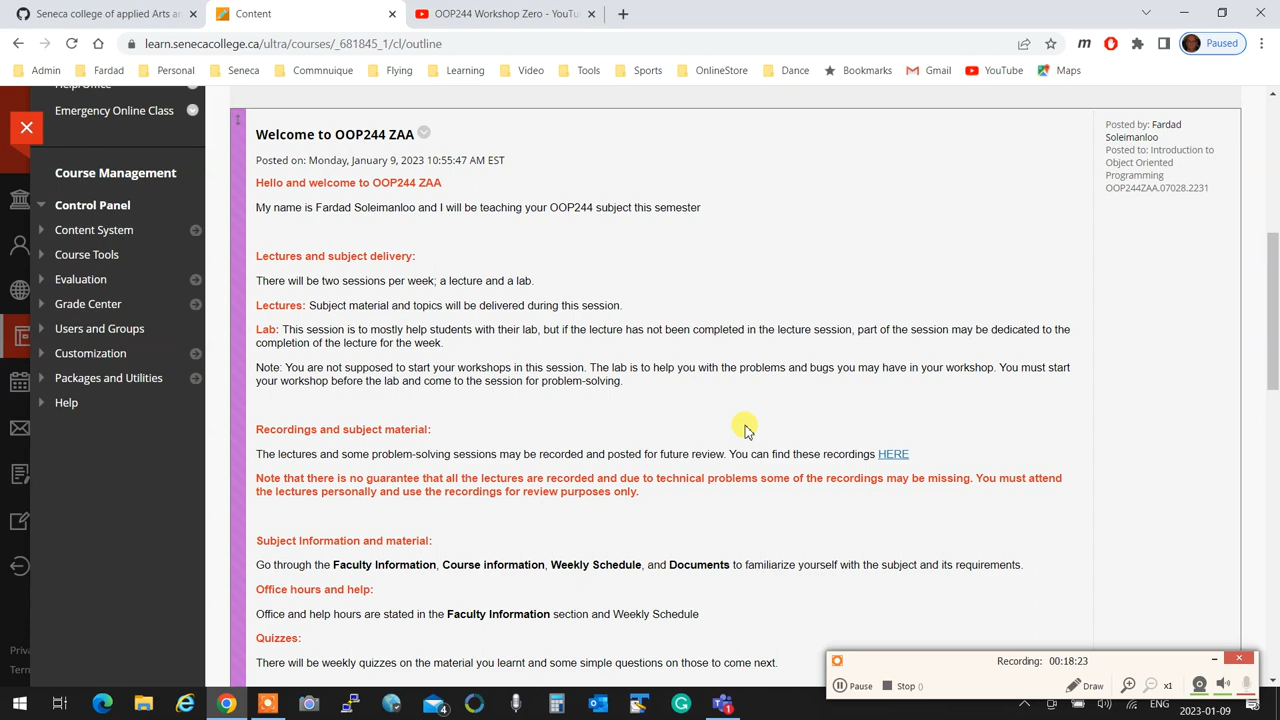 Seneca college of applied Arts an
Content
OOP244 Workshop Zero - YouTu
learn.senecacollege.ca/ultra/courses/_681845_1/cl/outline
Paused
Admin
Fardad
Personal
Seneca
Commnuique
Flying
Learning
Video
Tools
Sports
OnlineStore
Dance
Bookmarks
Gmail
YouTube
Maps
Emergency Online Class
Course Management
Control Panel
Content System
Course Tools
Evaluation
Grade Center
Users and Groups
Customization
Packages and Utilities
Help
Priva
Term
Welcome to OOP244 ZAA
Posted on: Monday, January 9, 2023 10:55:47 AM EST
Hello and welcome to OOP244 ZAA
My name is Fardad Soleimanloo and I will be teaching your OOP244 subject this semester
Lectures and subject delivery:
There will be two sessions per week; a lecture and a lab.
Lectures: Subject material and topics will be delivered during this session.
Lab: This session is to mostly help students with their lab, but if the lecture has not been completed in the lecture session, part of the session may be dedicated to the
completion of the lecture for the week.
Note: You are not supposed to start your workshops in this session. The lab is to help you with the problems and bugs you may have in your workshop. You must start
your workshop before the lab and come to the session for problem-solving.
Recordings and subject material:
The lectures and some problem-solving sessions may be recorded and posted for future review. You can find these recordings HERE
Note that there is no guarantee that all the lectures are recorded and due to technical problems some of the recordings may be missing. You must attend
the lectures personally and use the recordings for review purposes only.
Subject Information and material:
Go through the Faculty Information, Course information, Weekly Schedule, and Documents to familiarize yourself with the subject and its requirements.
Office hours and help:
Office and help hours are stated in the Faculty Information section and Weekly Schedule
Quizzes:
There will be weekly quizzes on the material you learnt and some simple questions on those to come next.
Posted by: Fardad
Soleimanloo
Posted to: Introduction to
Object Oriented
Programming
OOP244ZAA.07028.2231
Recording: 00:18:23
Pause
Stop ()
Draw
x1
4
1
ENG
2023-01-09